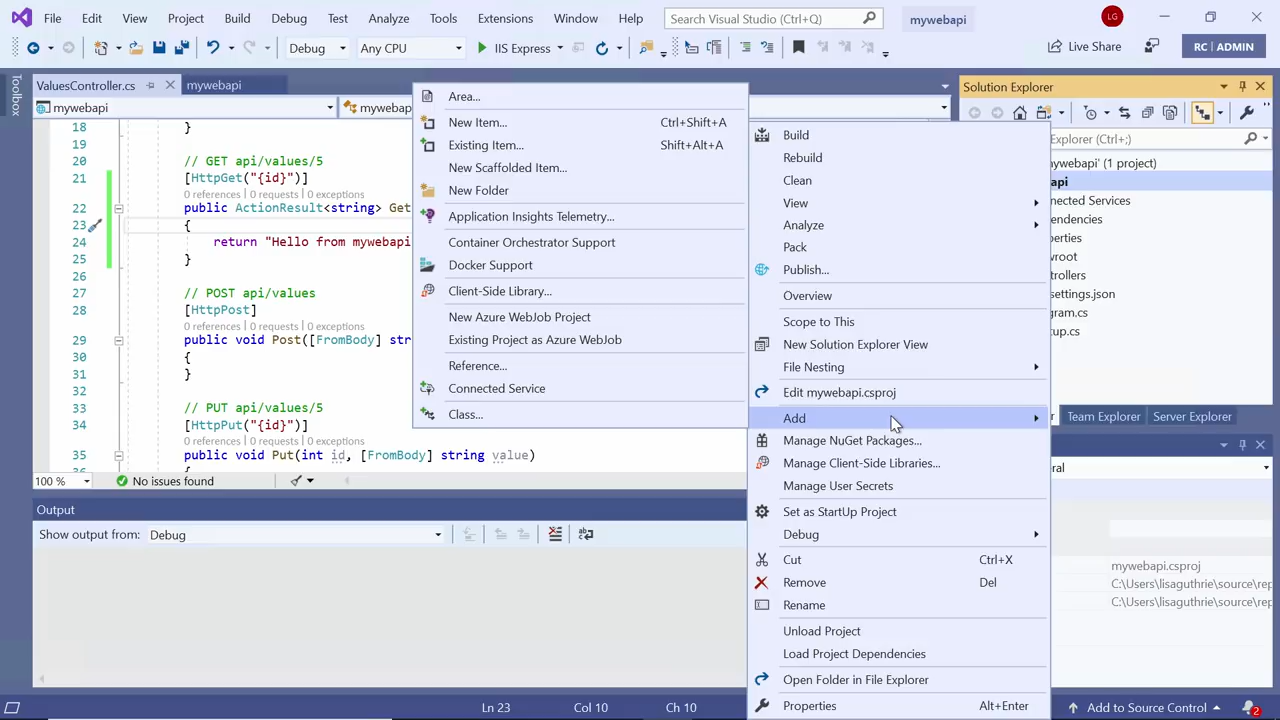 File Edit View Project Build Debug Test Analyze Tools Extensions Window Help Search Visual Studio (Ctrl+Q) mywebapi LG
Debug Any CPU IIS Express Live Share RC | ADMIN
Toolbox
ValuesController.cs mywebapi
mywebapi mywebap
18 }
19
20 // GET api/values/5
21 [HttpGet("{id}")]
0 references | 0 requests | 0 exceptions
22 public ActionResult<string> Get
23 {
24 return "Hello from mywebapi
25 }
26
27 // POST api/values
28 [HttpPost]
0 references | 0 requests | 0 exceptions
29 public void Post([FromBody] str
30 {
31 }
32
33 // PUT api/values/5
34 [HttpPut("{id}")]
0 references | 0 requests | 0 exceptions
35 public void Put(int id, [FromBody] string value)
36 {
100 % No issues found
Output
Show output from: Debug
Area...
New Item... Ctrl+Shift+A
Existing Item... Shift+Alt+A
New Scaffolded Item...
New Folder
Application Insights Telemetry...
Container Orchestrator Support
Docker Support
Client-Side Library...
New Azure WebJob Project
Existing Project as Azure WebJob
Reference...
Connected Service
Class...
Build
Rebuild
Clean
View
Analyze
Pack
Publish...
Overview
Scope to This
New Solution Explorer View
File Nesting
Edit mywebapi.csproj
Add
Manage NuGet Packages...
Manage Client-Side Libraries...
Manage User Secrets
Set as StartUp Project
Debug
Cut Ctrl+X
Remove Del
Rename
Unload Project
Load Project Dependencies
Open Folder in File Explorer
Properties Alt+Enter
Solution Explorer
Explorer (Ctrl+;)
ywebapi' (1 project)
api
nected Services
endencies
erties
wroot
trollers
settings.json
gram.cs
tup.cs
Team Explorer Server Explorer
ral
mywebapi.csproj
C:\Users\lisaguthrie\source\rep
C:\Users\lisaguthrie\source\rep
Ln 23 Col 10 Ch 10 Add to Source Control 2